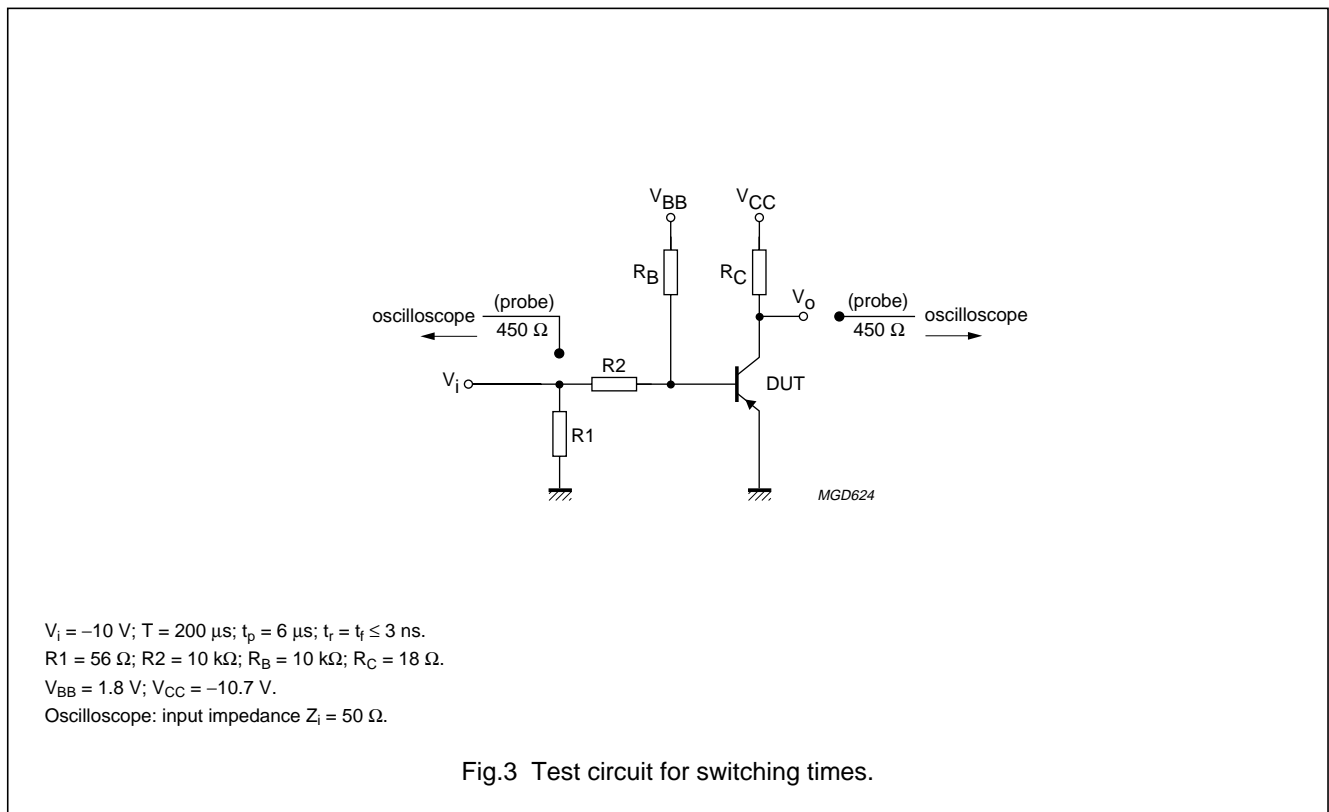 V_BB
V_CC
R_B
R_C
V_o
(probe)
450 Ω
oscilloscope
(probe)
450 Ω
oscilloscope
R2
V_i
DUT
R1
MGD624
V_i = −10 V; T = 200 μs; t_p = 6 μs; t_r = t_f ≤ 3 ns.
R1 = 56 Ω; R2 = 10 kΩ; R_B = 10 kΩ; R_C = 18 Ω.
V_BB = 1.8 V; V_CC = −10.7 V.
Oscilloscope: input impedance Z_i = 50 Ω.
Fig.3 Test circuit for switching times.